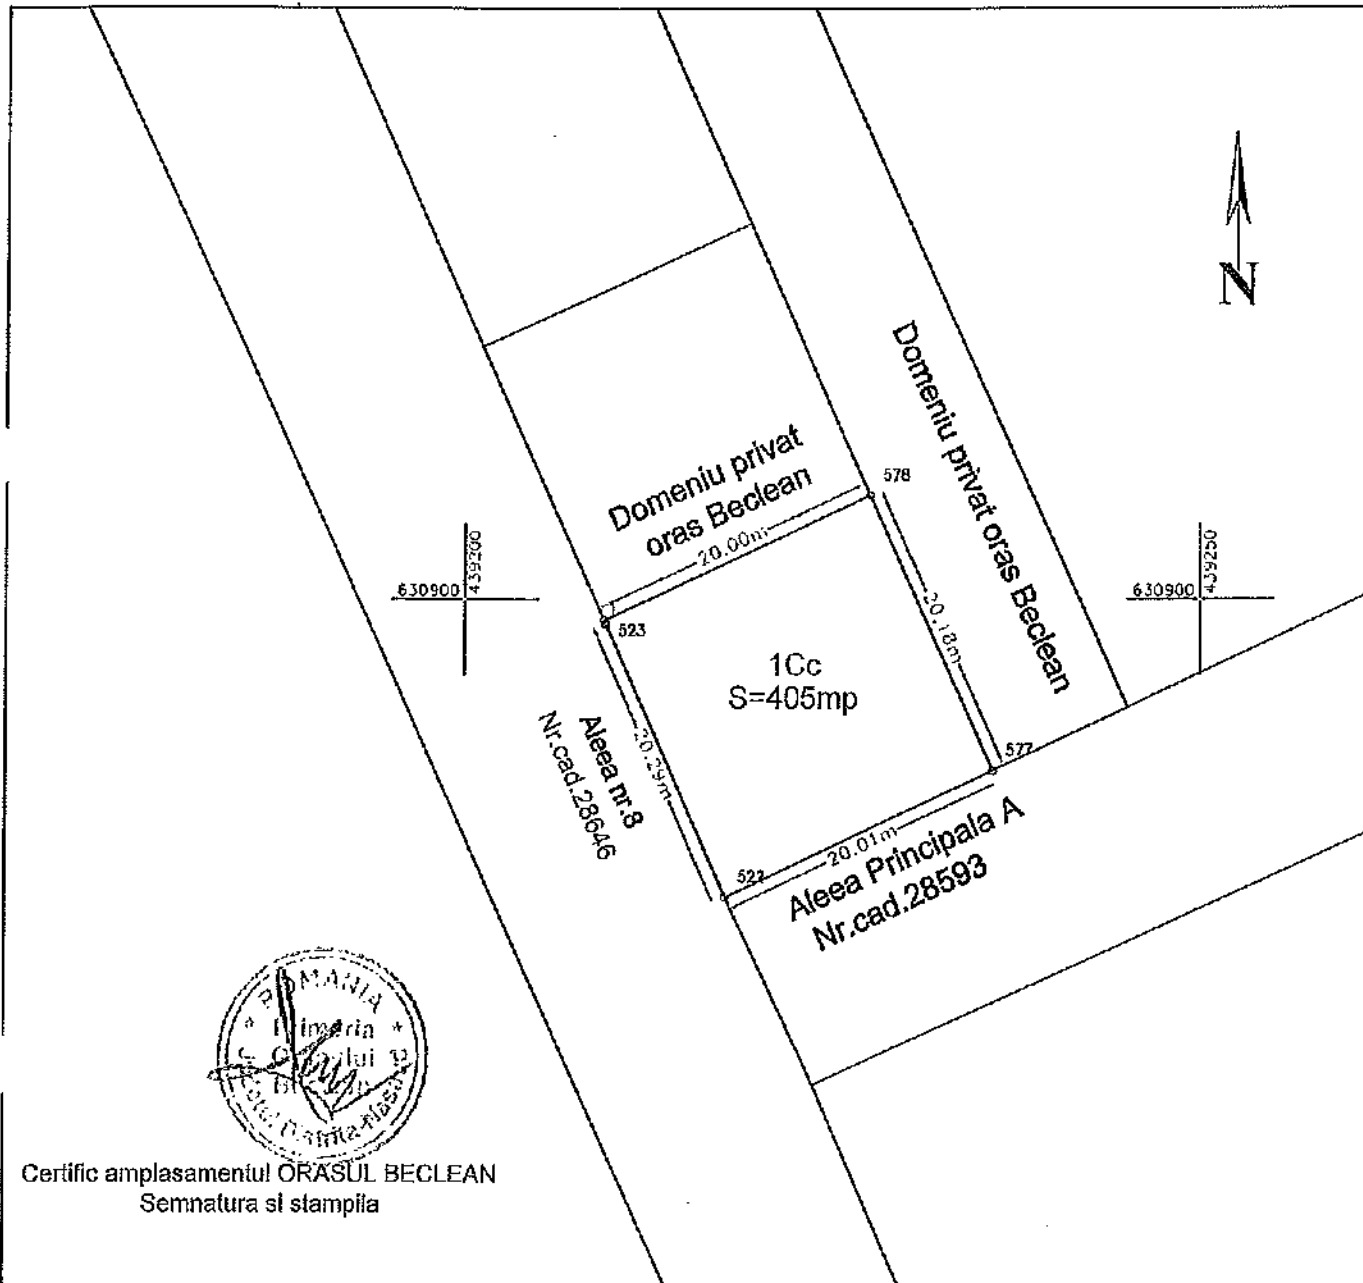 N
Domeniu privat oras Beclean
Domeniu privat
oras Beclean
578
20.00m
439200
630900
439250
630900
523
20.18m
1Cc
S=405mp
Aleea nr.8
Nr.cad.28646
20.29m
577
522
20.01m
Aleea Principala A
Nr.cad.28593
ROMANIA
Primaria
Certific amplasamentul ORASUL BECLEAN
Semnatura si stampila